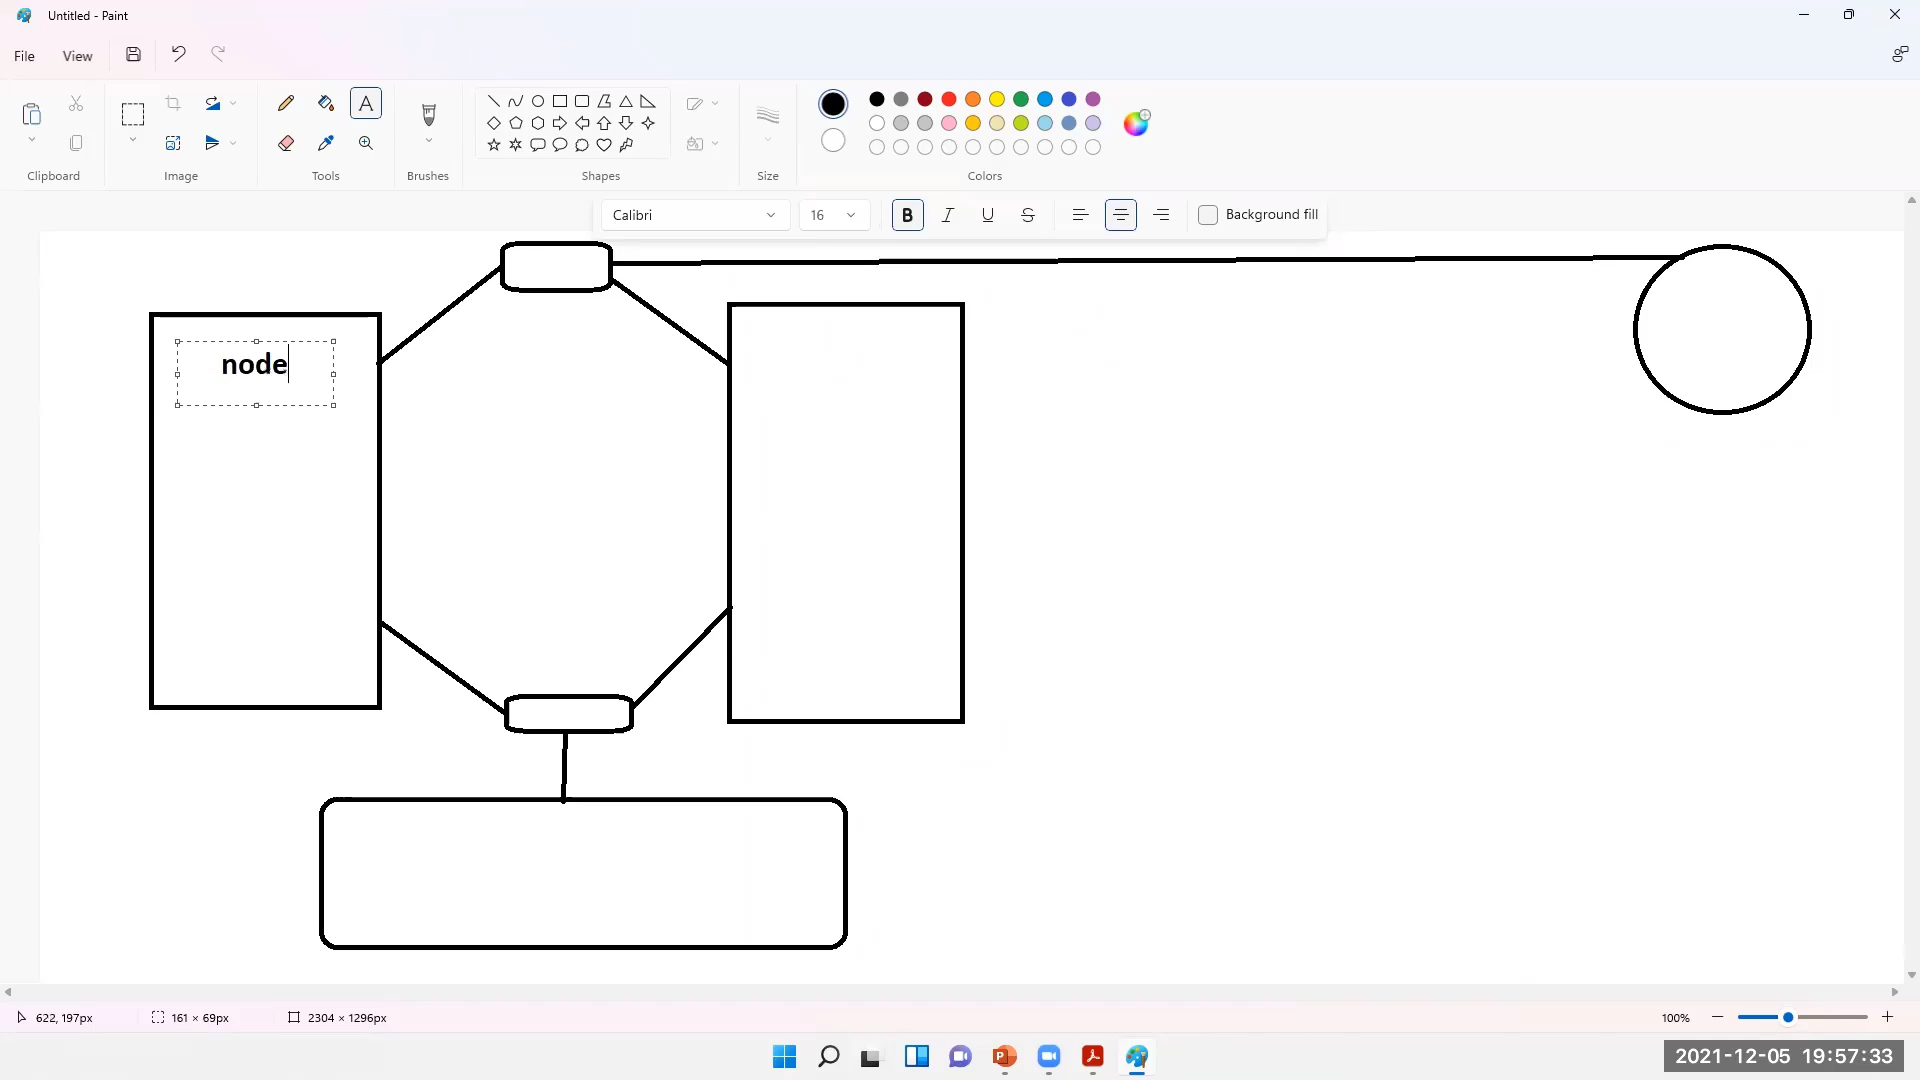 Untitled - Paint
File
View
Clipboard
Image
A
Tools
Brushes
Shapes
Size
Colors
Calibri
16
B
I
U
S
Background fill
node
622, 197px
161 × 69px
2304 × 1296px
100%
2021-12-05 19:57:33